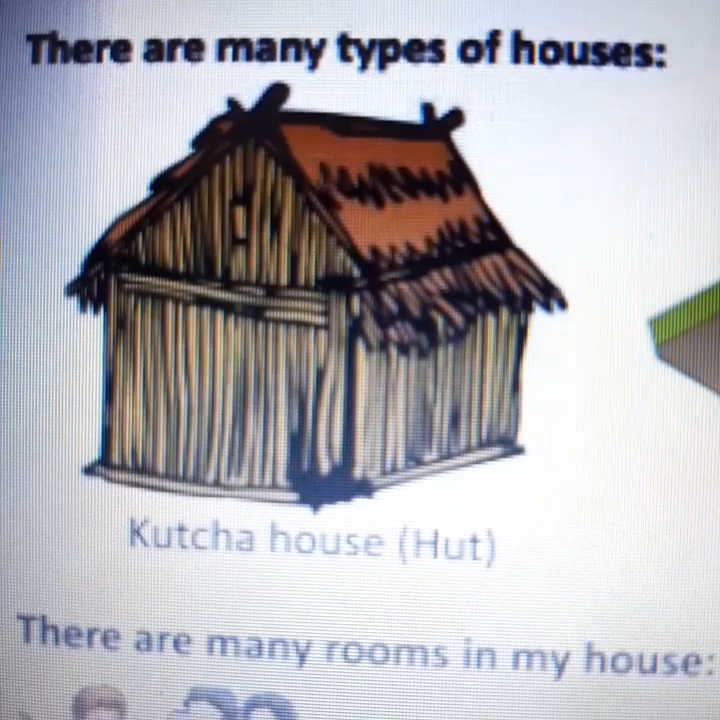 There are many types of houses:
Kutcha house (Hut)
There are many rooms in my house: